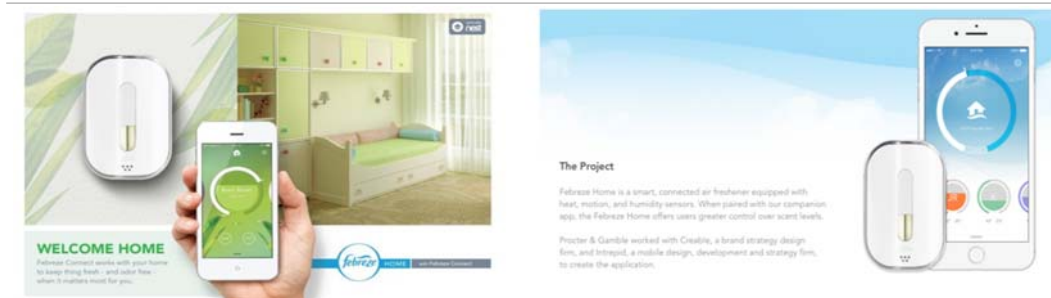 nest
WELCOME HOME
Febreze Connect works with your home
to keep thing fresh - and odor free -
when it matters most for you.
febreze HOME
The Project
Febreze Home is a smart, connected air freshener equipped with
heat, motion, and humidity sensors. When paired with our companion
app, the Febreze Home offers users greater control over scent levels.
Procter & Gamble worked with Creable, a brand strategy design
firm, and Intrepid, a mobile design, development and strategy firm,
to create the application.